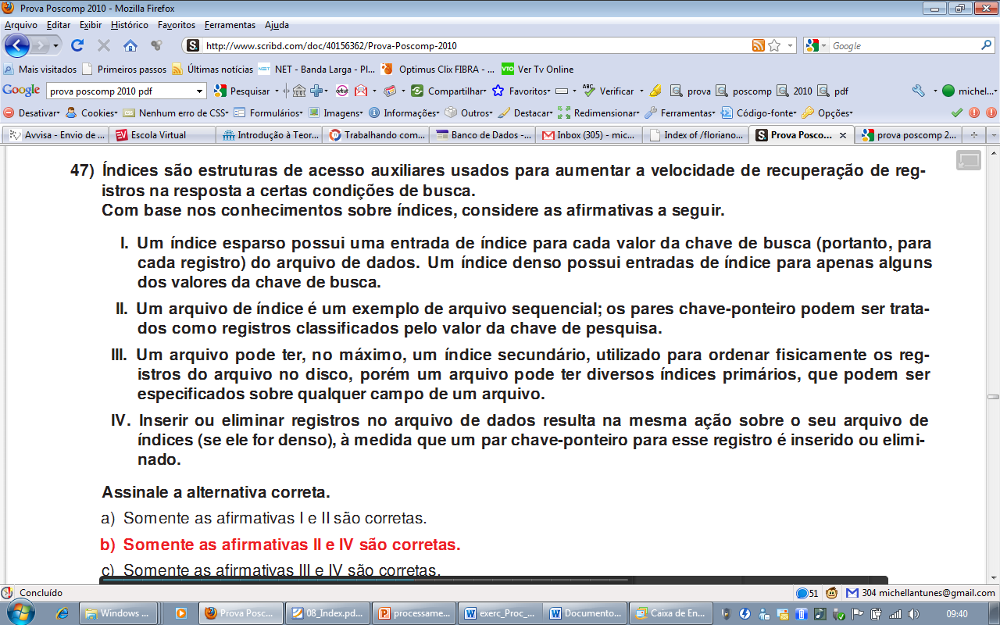 Prova Poscomp 2010 - Mozilla Firefox
Arquivo Editar Exibir Histórico Favoritos Ferramentas Ajuda
http://www.scribd.com/doc/40156362/Prova-Poscomp-2010 Google
Mais visitados Primeiros passos Últimas notícias NET - Banda Larga - Pl... Optimus Clix FIBRA - ... Ver Tv Online
Google prova poscomp 2010 pdf Pesquisar Compartilhar Favoritos Verificar prova poscomp 2010 pdf michel...
Desativar Cookies Nenhum erro de CSS Formulários Imagens Informações Outros Destacar Redimensionar Ferramentas Código-fonte Opções
Avvisa - Envio de ... Escola Virtual Introdução à Teor... Trabalhando com... Banco de Dados -... Inbox (305) - mic... Index of /floriano... Prova Posco... prova poscomp 2...
47) Índices são estruturas de acesso auxiliares usados para aumentar a velocidade de recuperação de reg-
istros na resposta a certas condições de busca.
Com base nos conhecimentos sobre índices, considere as afirmativas a seguir.
I. Um índice esparso possui uma entrada de índice para cada valor da chave de busca (portanto, para
cada registro) do arquivo de dados. Um índice denso possui entradas de índice para apenas alguns
dos valores da chave de busca.
II. Um arquivo de índice é um exemplo de arquivo sequencial; os pares chave-ponteiro podem ser trata-
dos como registros classificados pelo valor da chave de pesquisa.
III. Um arquivo pode ter, no máximo, um índice secundário, utilizado para ordenar fisicamente os reg-
istros do arquivo no disco, porém um arquivo pode ter diversos índices primários, que podem ser
especificados sobre qualquer campo de um arquivo.
IV. Inserir ou eliminar registros no arquivo de dados resulta na mesma ação sobre o seu arquivo de
índices (se ele for denso), à medida que um par chave-ponteiro para esse registro é inserido ou elimi-
nado.
Assinale a alternativa correta.
a) Somente as afirmativas I e II são corretas.
b) Somente as afirmativas II e IV são corretas.
c) Somente as afirmativas III e IV são corretas.
Concluído 51 304 michellantunes@gmail.com
Windows ... Prova Posc... 08_Index.pd... processame... exerc_Proc_... Documento... Caixa de En... 09:40